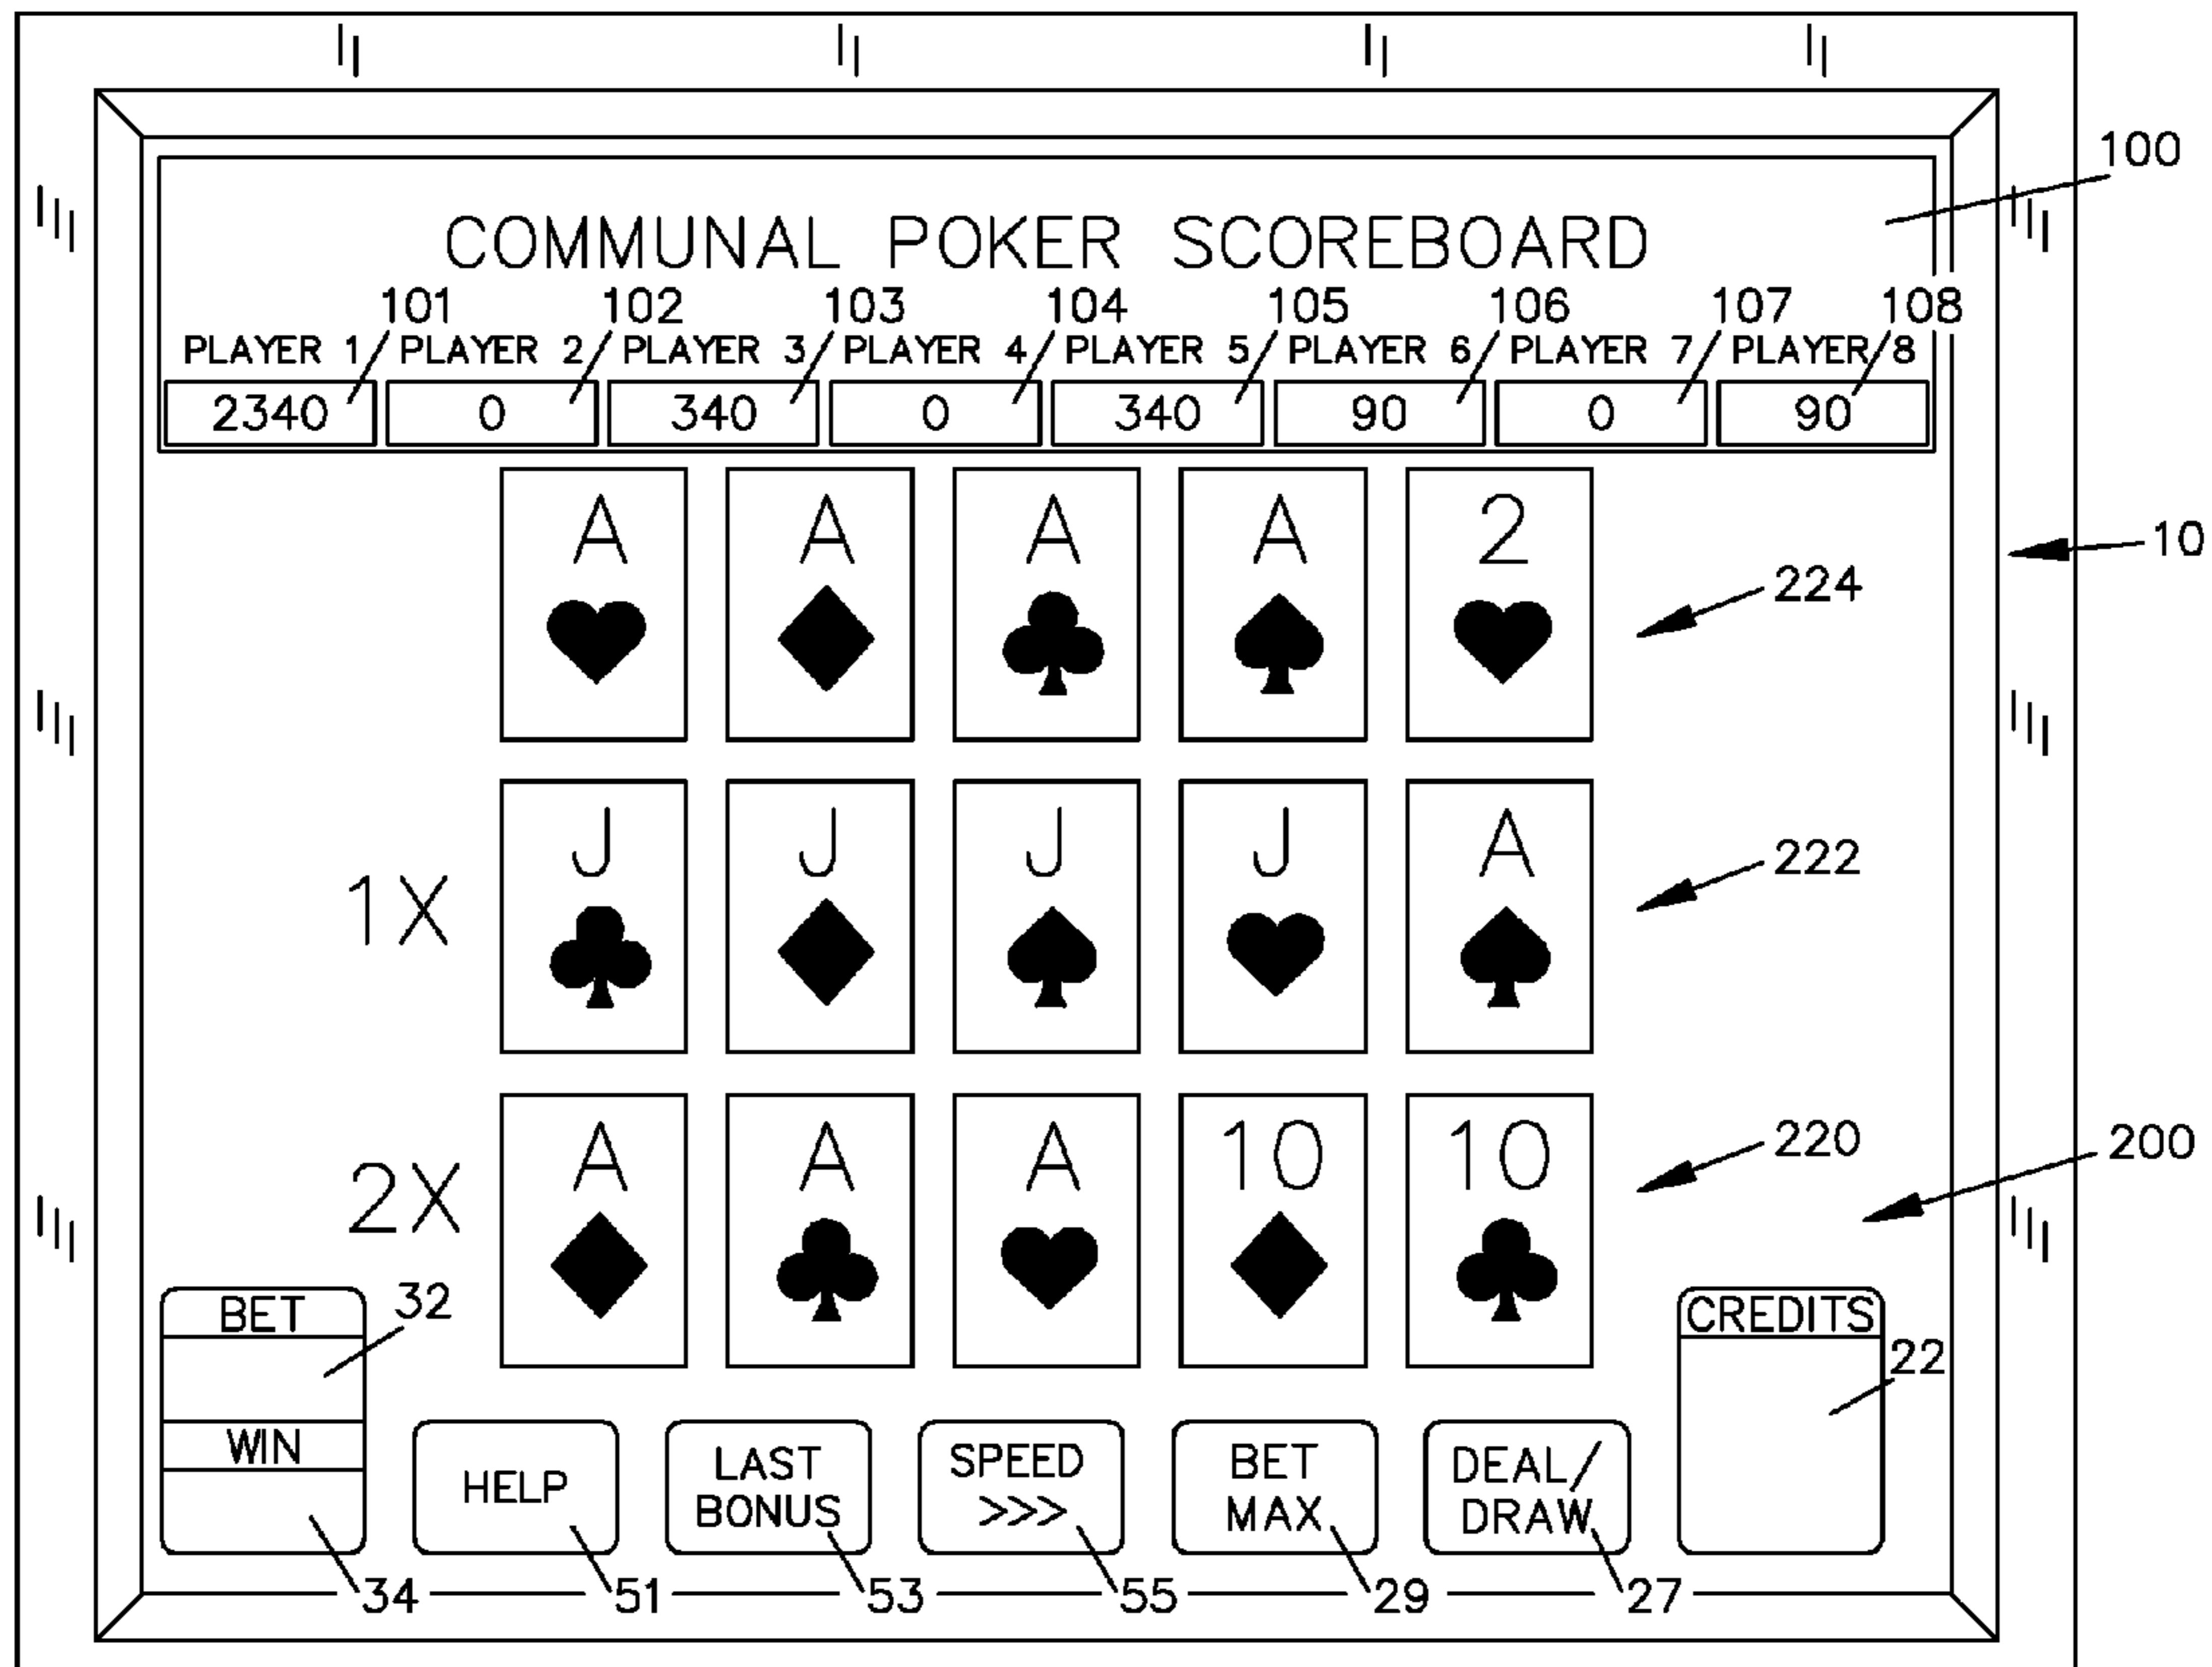 100
COMMUNAL POKER SCOREBOARD
101 102 103 104 105 106 107 108
PLAYER 1 PLAYER 2 PLAYER 3 PLAYER 4 PLAYER 5 PLAYER 6 PLAYER 7 PLAYER 8
2340 0 340 0 340 90 0 90
A A A A 2
10
224
1X J J J J A
222
2X A A A 10 10
220
200
BET
32
CREDITS
22
WIN
HELP
LAST
BONUS
SPEED
>>>
BET
MAX
DEAL/
DRAW
34 51 53 55 29 27